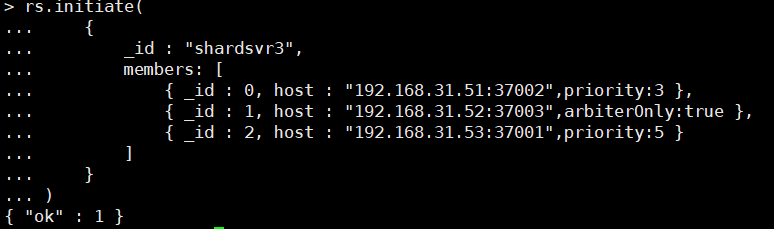 > rs.initiate(
...     {
...         _id : "shardsvr3",
...         members: [
...             { _id : 0, host : "192.168.31.51:37002",priority:3 },
...             { _id : 1, host : "192.168.31.52:37003",arbiterOnly:true },
...             { _id : 2, host : "192.168.31.53:37001",priority:5 }
...         ]
...     }
... )
{ "ok" : 1 }